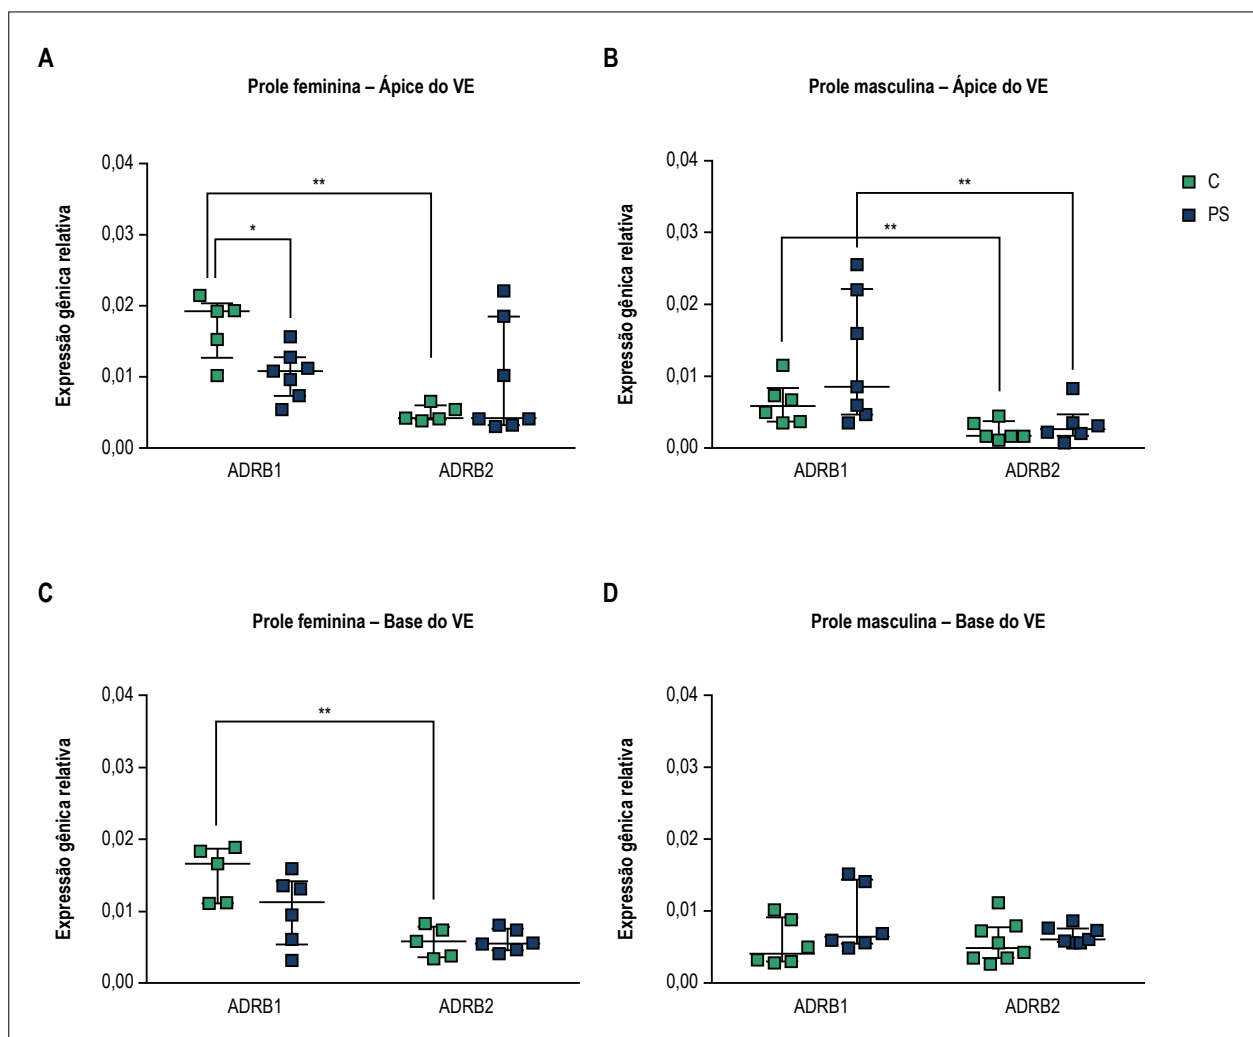 A
Prole feminina – Ápice do VE
Expressão gênica relativa
0,04
0,03
0,02
0,01
0,00
**
*
ADRB1
ADRB2
B
Prole masculina – Ápice do VE
Expressão gênica relativa
0,04
0,03
0,02
0,01
0,00
**
**
ADRB1
ADRB2
C
PS
C
Prole feminina – Base do VE
Expressão gênica relativa
0,04
0,03
0,02
0,01
0,00
**
ADRB1
ADRB2
D
Prole masculina – Base do VE
Expressão gênica relativa
0,04
0,03
0,02
0,01
0,00
ADRB1
ADRB2